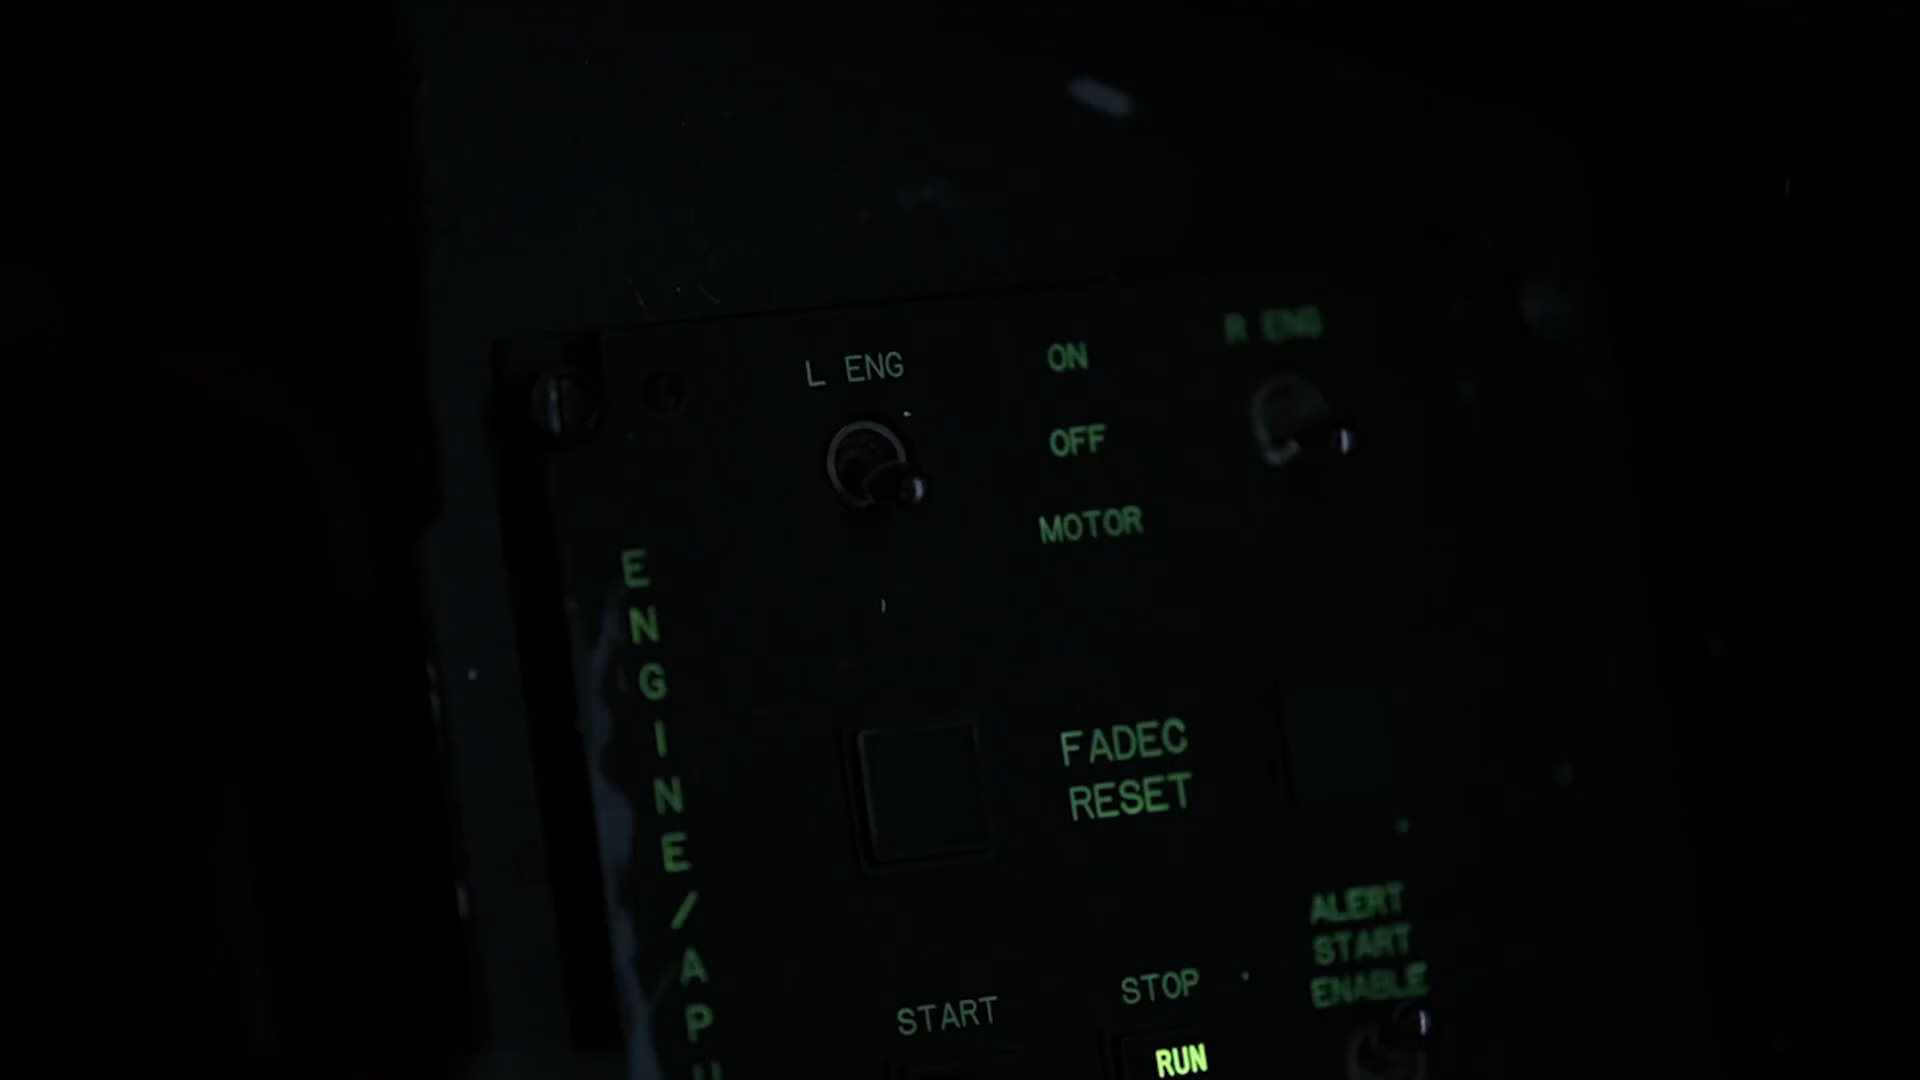 L ENG
ON
R ENG
OFF
MOTOR
ENGINE/APU
FADEC
RESET
ALERT
START
ENABLE
START
STOP
RUN